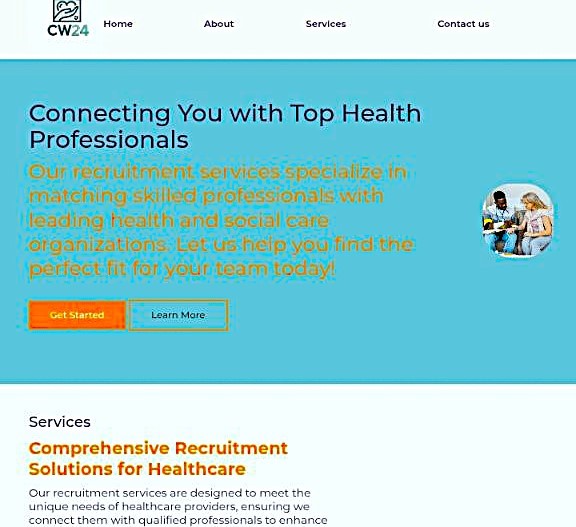 CW24
Home About Services Contact us
Connecting You with Top Health
Professionals
Our recruitment services specialize in
matching skilled professionals with
leading health and social care
organizations. Let us help you find the
perfect fit for your team today!
Get Started Learn More
Services
Comprehensive Recruitment
Solutions for Healthcare
Our recruitment services are designed to meet the
unique needs of healthcare providers, ensuring we
connect them with qualified professionals to enhance